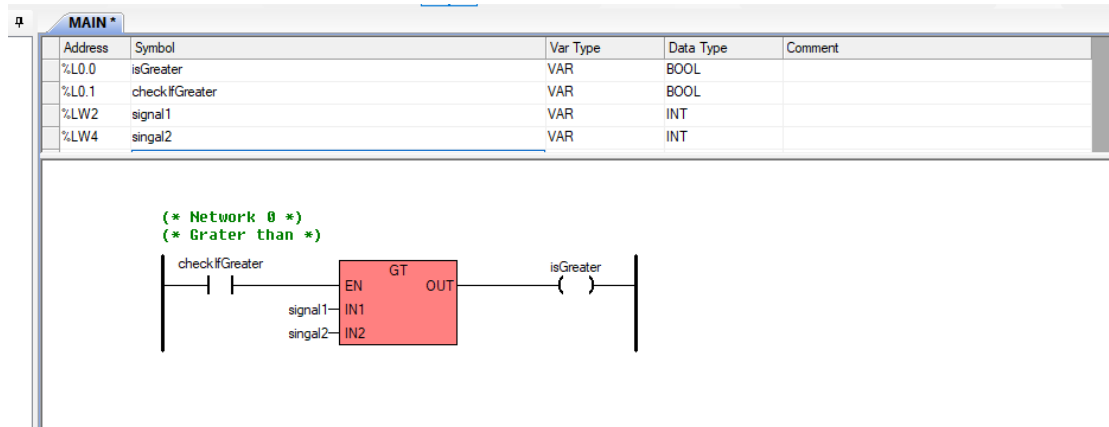 MAIN *
Address Symbol Var Type Data Type Comment
%L0.0 isGreater VAR BOOL
%L0.1 checkIfGreater VAR BOOL
%LW2 signal1 VAR INT
%LW4 singal2 VAR INT
(* Network 0 *)
(* Grater than *)
checkIfGreater GT isGreater
EN OUT
signal1 IN1
singal2 IN2